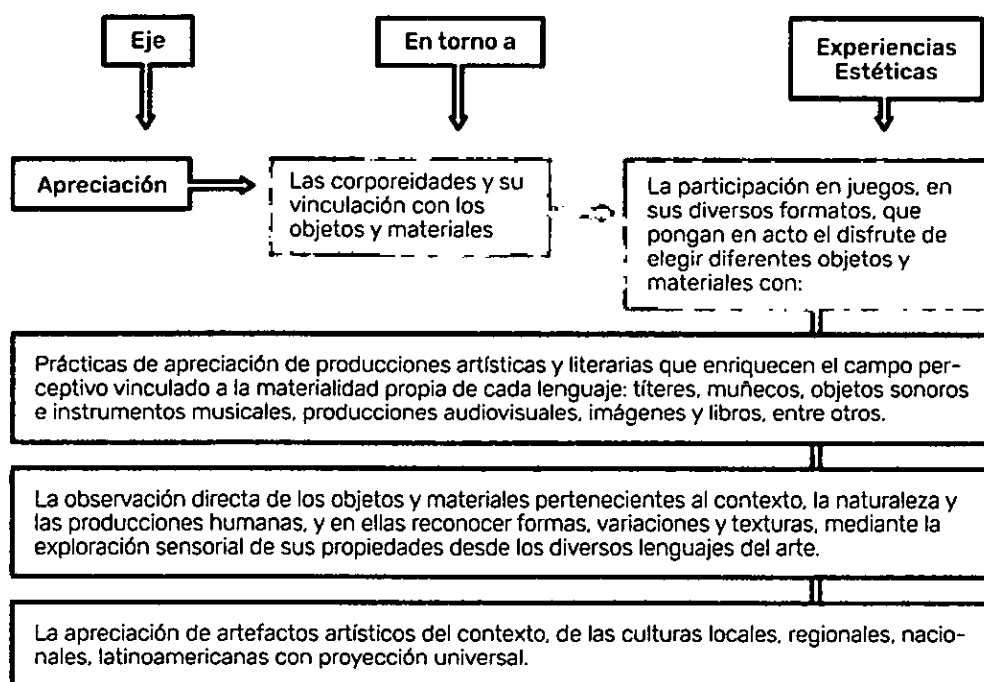 Eje
En torno a
Experiencias
Estéticas
Apreciación
Las corporeidades y su
vinculación con los
objetos y materiales
La participación en juegos, en
sus diversos formatos, que
pongan en acto el disfrute de
elegir diferentes objetos y
materiales con:
Prácticas de apreciación de producciones artísticas y literarias que enriquecen el campo per-
ceptivo vinculado a la materialidad propia de cada lenguaje: títeres, muñecos, objetos sonoros
e instrumentos musicales, producciones audiovisuales, imágenes y libros, entre otros.
La observación directa de los objetos y materiales pertenecientes al contexto, la naturaleza y
las producciones humanas, y en ellas reconocer formas, variaciones y texturas, mediante la
exploración sensorial de sus propiedades desde los diversos lenguajes del arte.
La apreciación de artefactos artísticos del contexto, de las culturas locales, regionales, nacio-
nales, latinoamericanas con proyección universal.